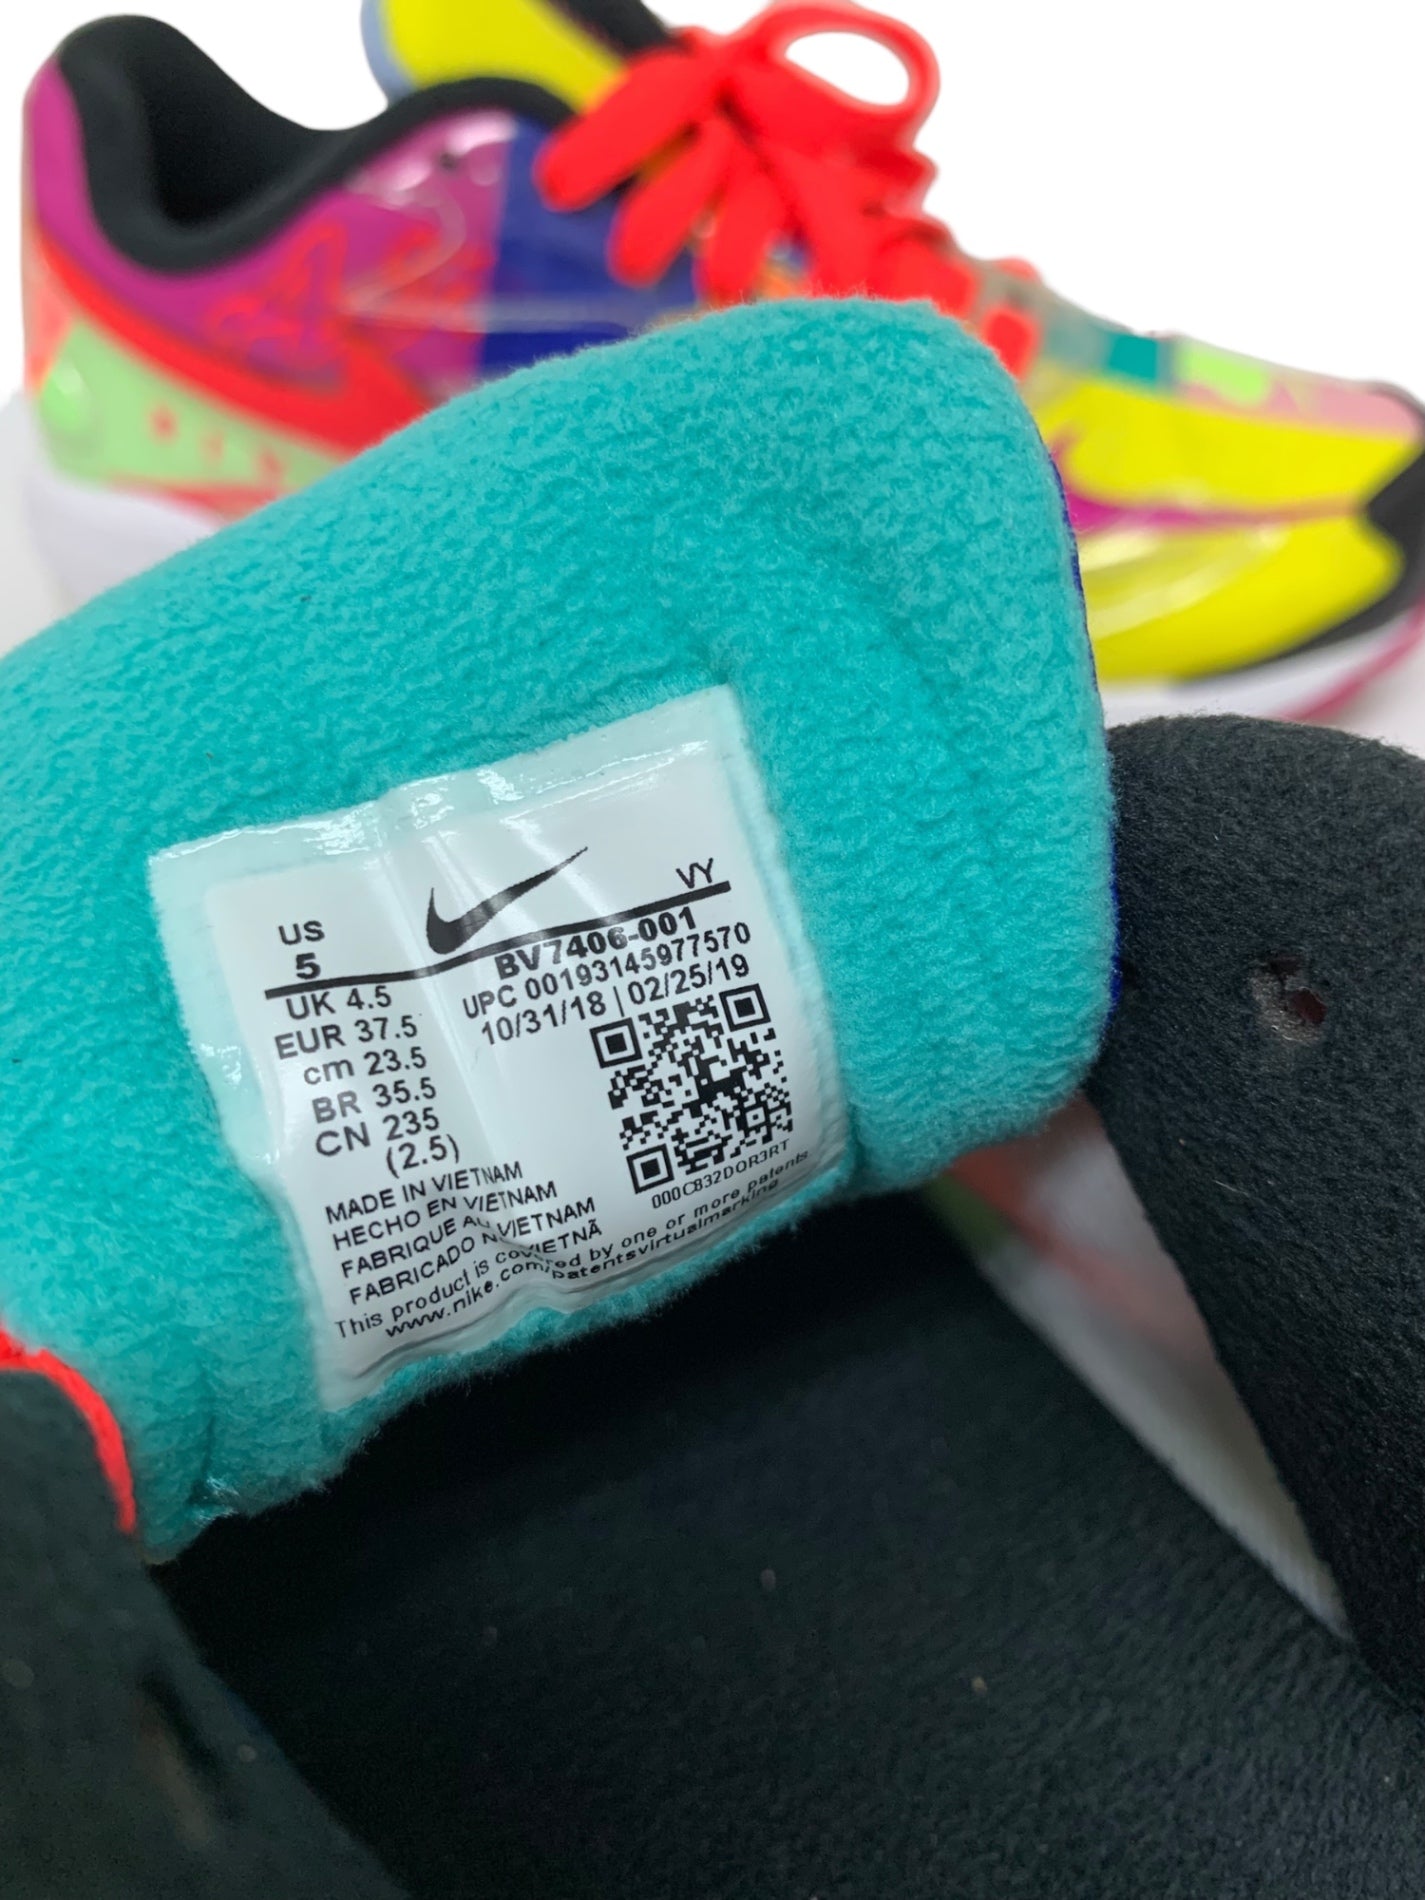 US
5
UK 4.5
EUR 37.5
cm 23.5
BR 35.5
CN 235
(2.5)
VY
BV7406-001
UPC 00193145977570
10/31/18 | 02/25/19
000C832DOR3RT
MADE IN VIETNAM
HECHO EN VIETNAM
FABRIQUE AU VIETNAM
FABRICADO N VIETNÃ
This product is covered by one or more patents
www.nike.com/patentsvirtualmarking